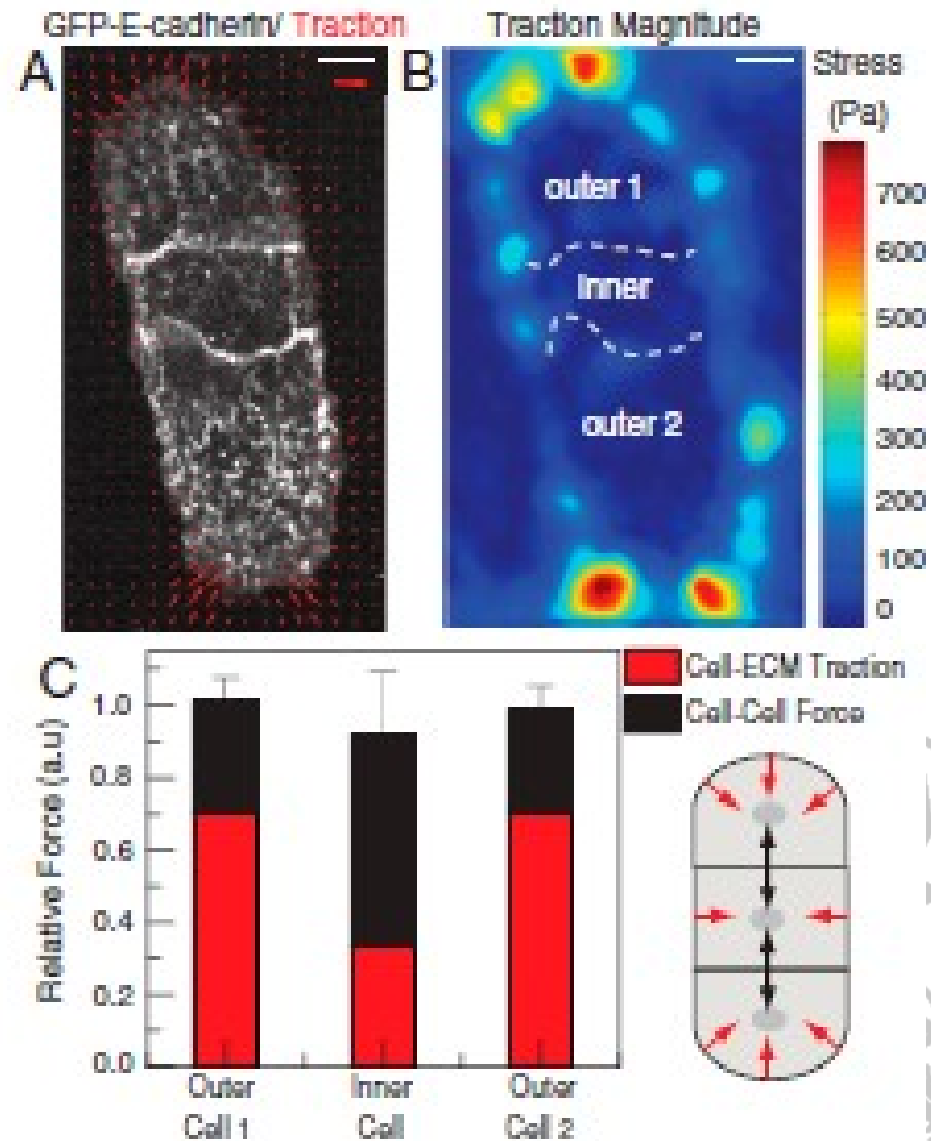 GFP-E-cadherin/ Traction
Traction Magnitude
A
B
Stress
(Pa)
outer 1
Inner
outer 2
700
600
500
400
300
200
100
0
C
Cell-ECM Traction
Cell-Cell Force
Relative Force (a.u)
1.0
0.8
0.6
0.4
0.2
0.0
Outer
Cell 1
Inner
Cell
Outer
Cell 2